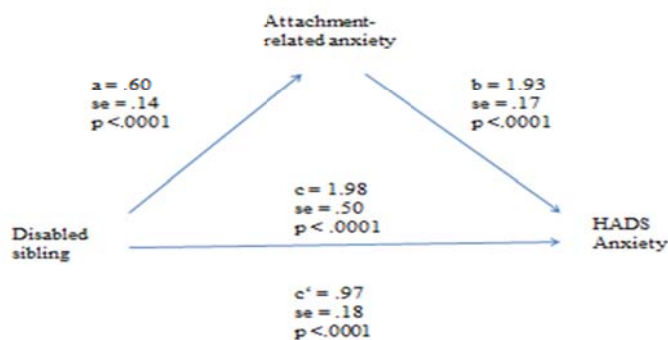 Attachment-
related anxiety
a = .60
se = .14
p <.0001
b = 1.93
se = .17
p <.0001
c = 1.98
se = .50
p < .0001
Disabled
sibling
HADS
Anxiety
c‘ = .97
se = .18
p <.0001